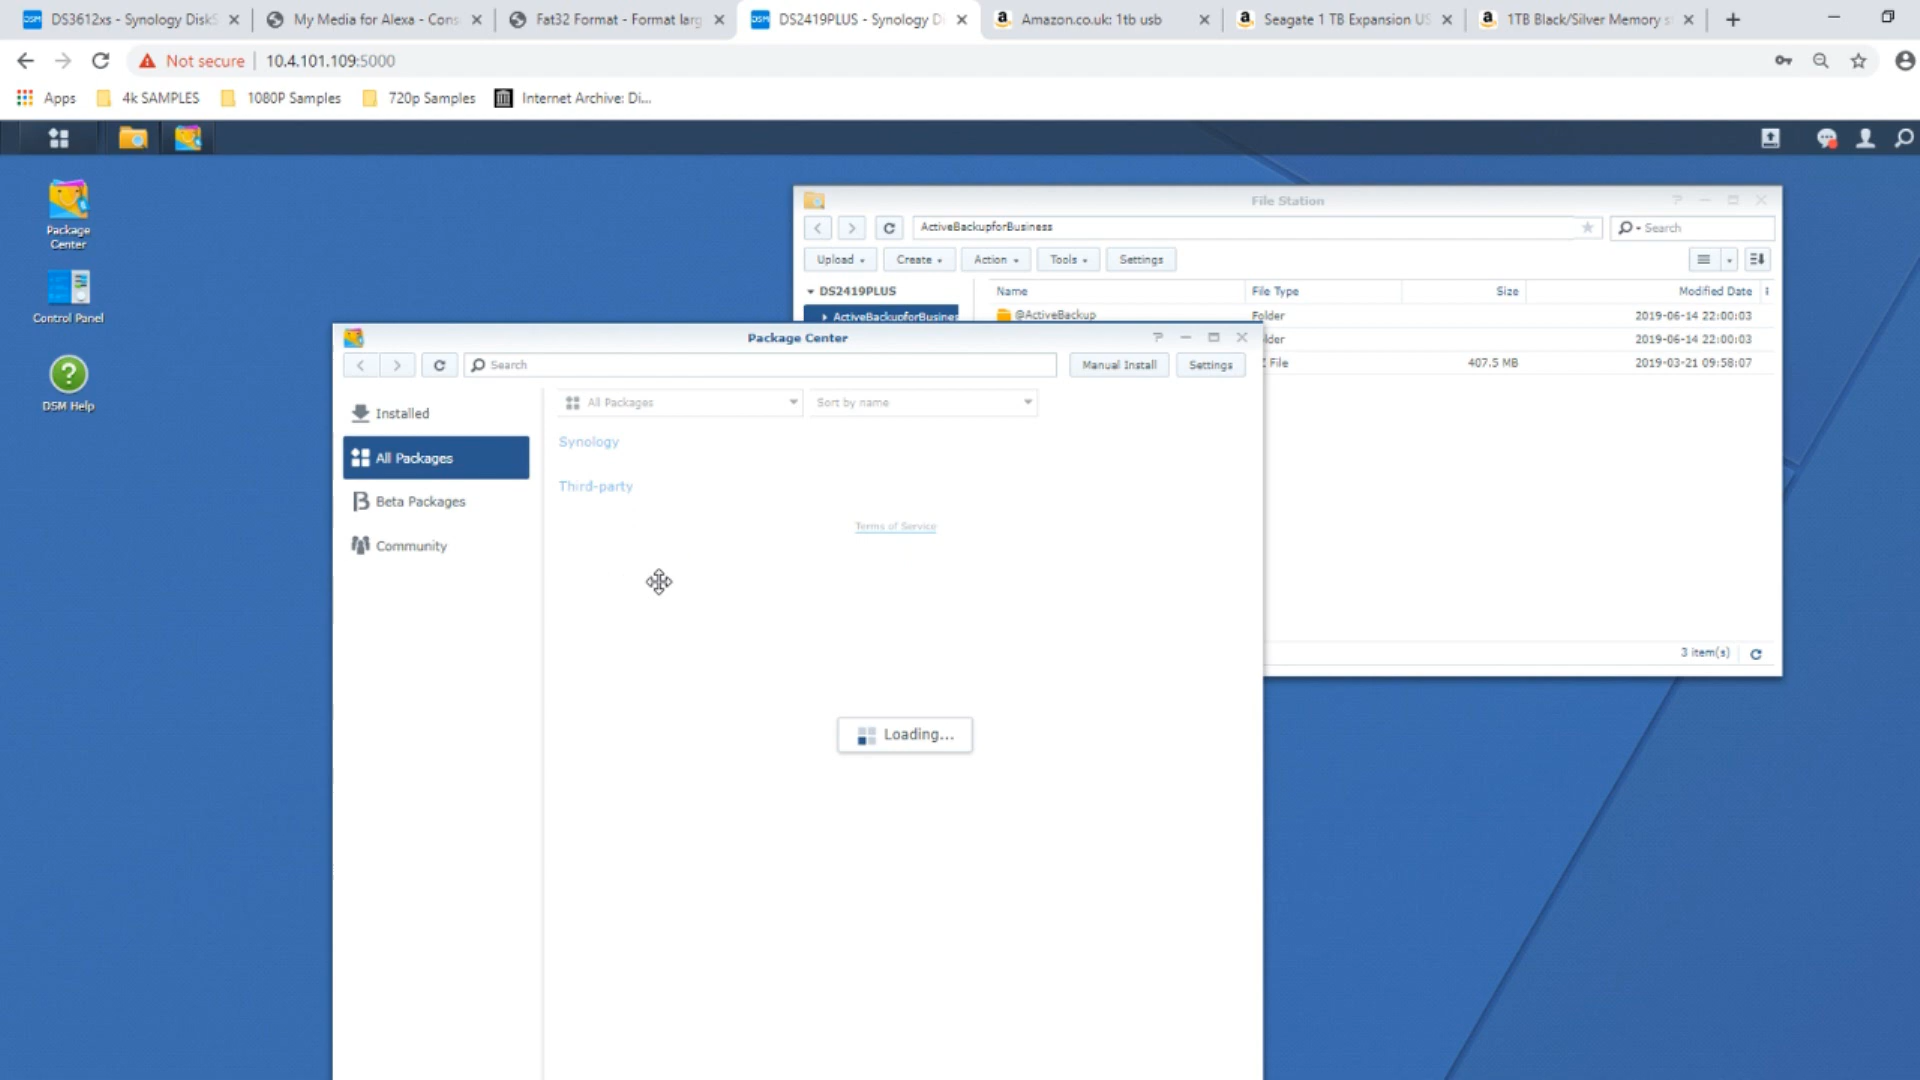 DS3612xs - Synology DiskS
My Media for Alexa - Cons
Fat32 Format - Format larg
DS2419PLUS - Synology Di
Amazon.co.uk: 1tb usb
Seagate 1 TB Expansion US
1TB Black/Silver Memory s
Not secure
10.4.101.109:5000
Apps
4k SAMPLES
1080P Samples
720p Samples
Internet Archive: Di...
Package
Center
Control Panel
DSM Help
File Station
ActiveBackupforBusiness
Search
Upload
Create
Action
Tools
Settings
DS2419PLUS
ActiveBackupforBusines
Name
File Type
Size
Modified Date
@ActiveBackup
Folder
2019-06-14 22:00:03
lder
2019-06-14 22:00:03
File
407.5 MB
2019-03-21 09:58:07
3 item(s)
Package Center
Search
Manual Install
Settings
Installed
All Packages
Beta Packages
Community
All Packages
Sort by name
Synology
Third-party
Terms of Service
Loading...